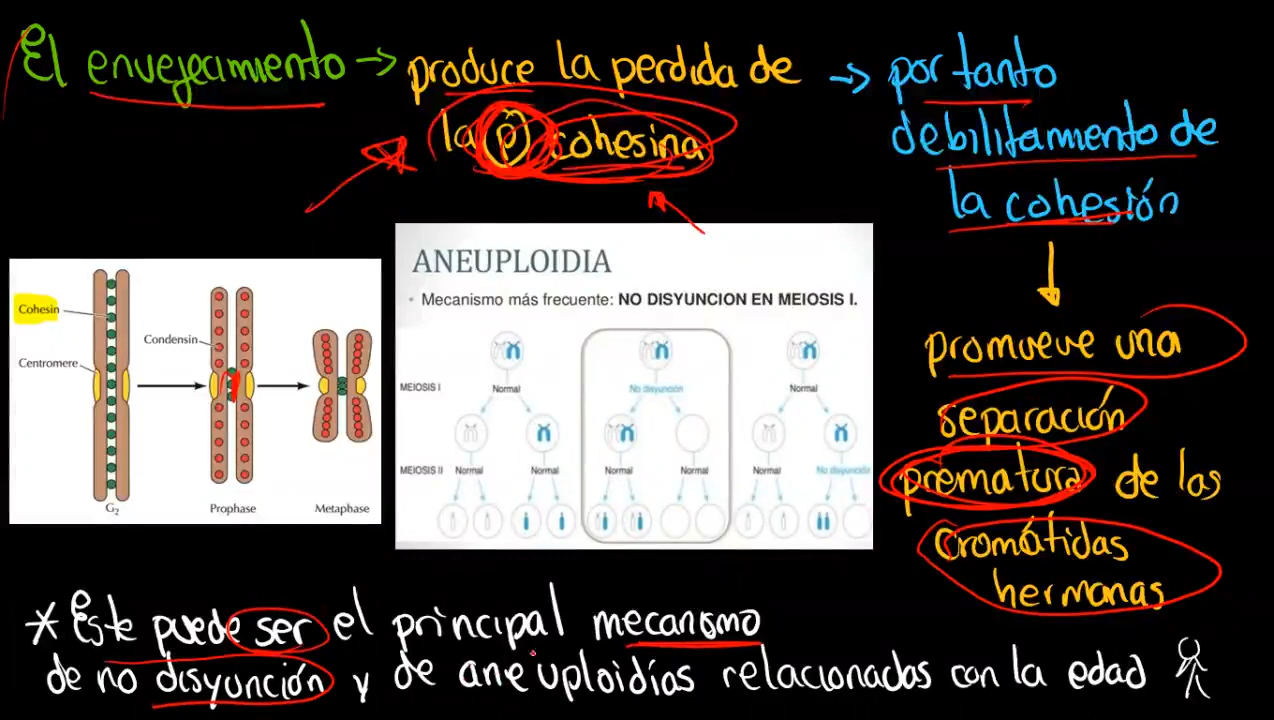 El envejecimiento → produce la perdida de
la p̂ cohesina
→ por tanto
debilitamiento de
la cohesión
promueve una
separación
prematura de las
cromátidas
hermanas
Cohesin
Centromere
Condensin
G2
Prophase
Metaphase
ANEUPLOIDIA
• Mecanismo más frecuente: NO DISYUNCION EN MEIOSIS I.
MEIOSIS I
Normal
No disyunción
Normal
MEIOSIS II
Normal
Normal
Normal
Normal
Normal
No disyunción
* Este puede ser el principal mecanismo
de no disyunción y de aneuploidías relacionadas con la edad